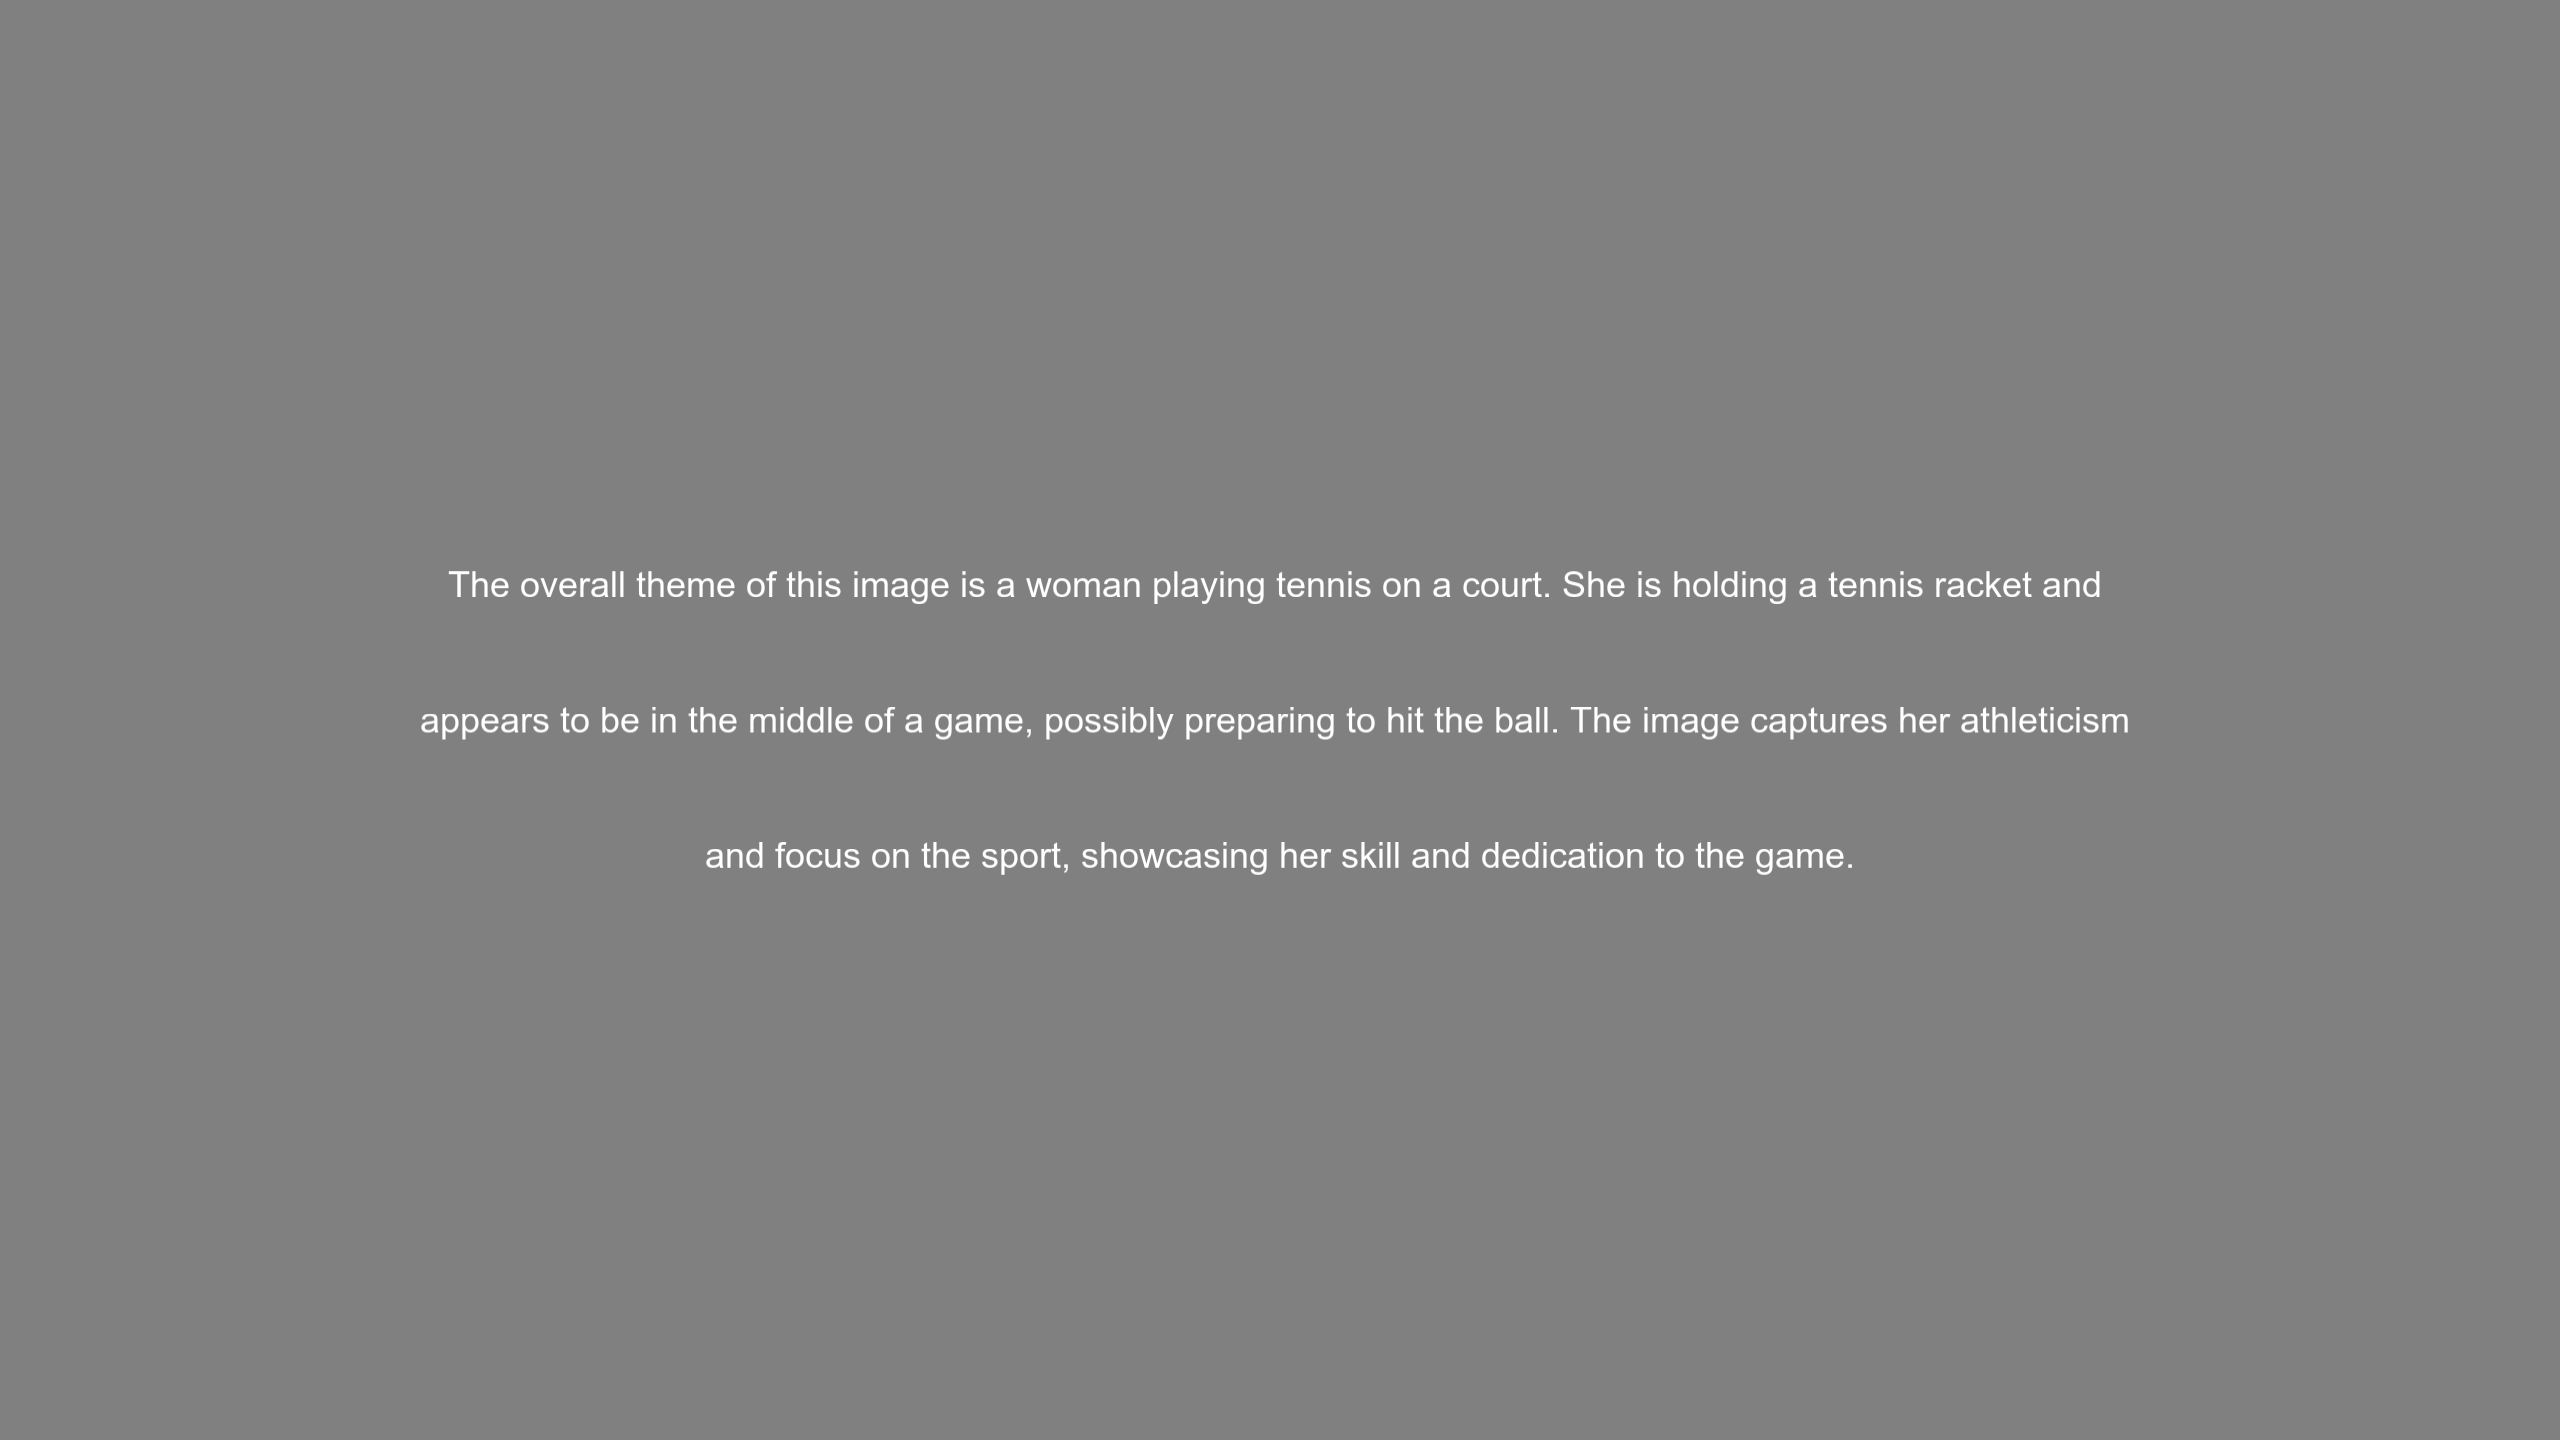 The overall theme of this image is a woman playing tennis on a court. She is holding a tennis racket and
appears to be in the middle of a game, possibly preparing to hit the ball. The image captures her athleticism
and focus on the sport, showcasing her skill and dedication to the game.